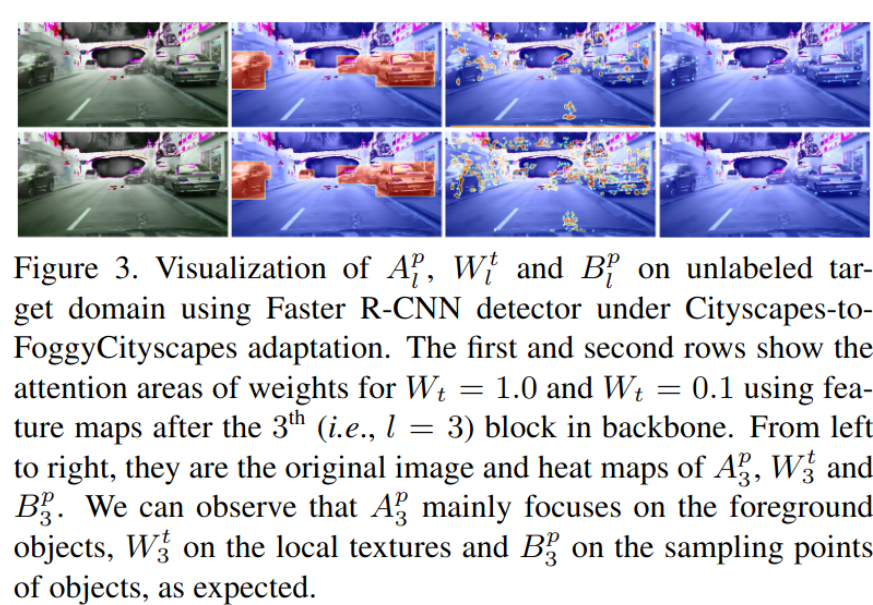 Figure 3. Visualization of A_l^p, W_l^t and B_l^p on unlabeled tar-
get domain using Faster R-CNN detector under Cityscapes-to-
FoggyCityscapes adaptation. The first and second rows show the
attention areas of weights for W_t = 1.0 and W_t = 0.1 using fea-
ture maps after the 3th (i.e., l = 3) block in backbone. From left
to right, they are the original image and heat maps of A_3^p, W_3^t and
B_3^p. We can observe that A_3^p mainly focuses on the foreground
objects, W_3^t on the local textures and B_3^p on the sampling points
of objects, as expected.